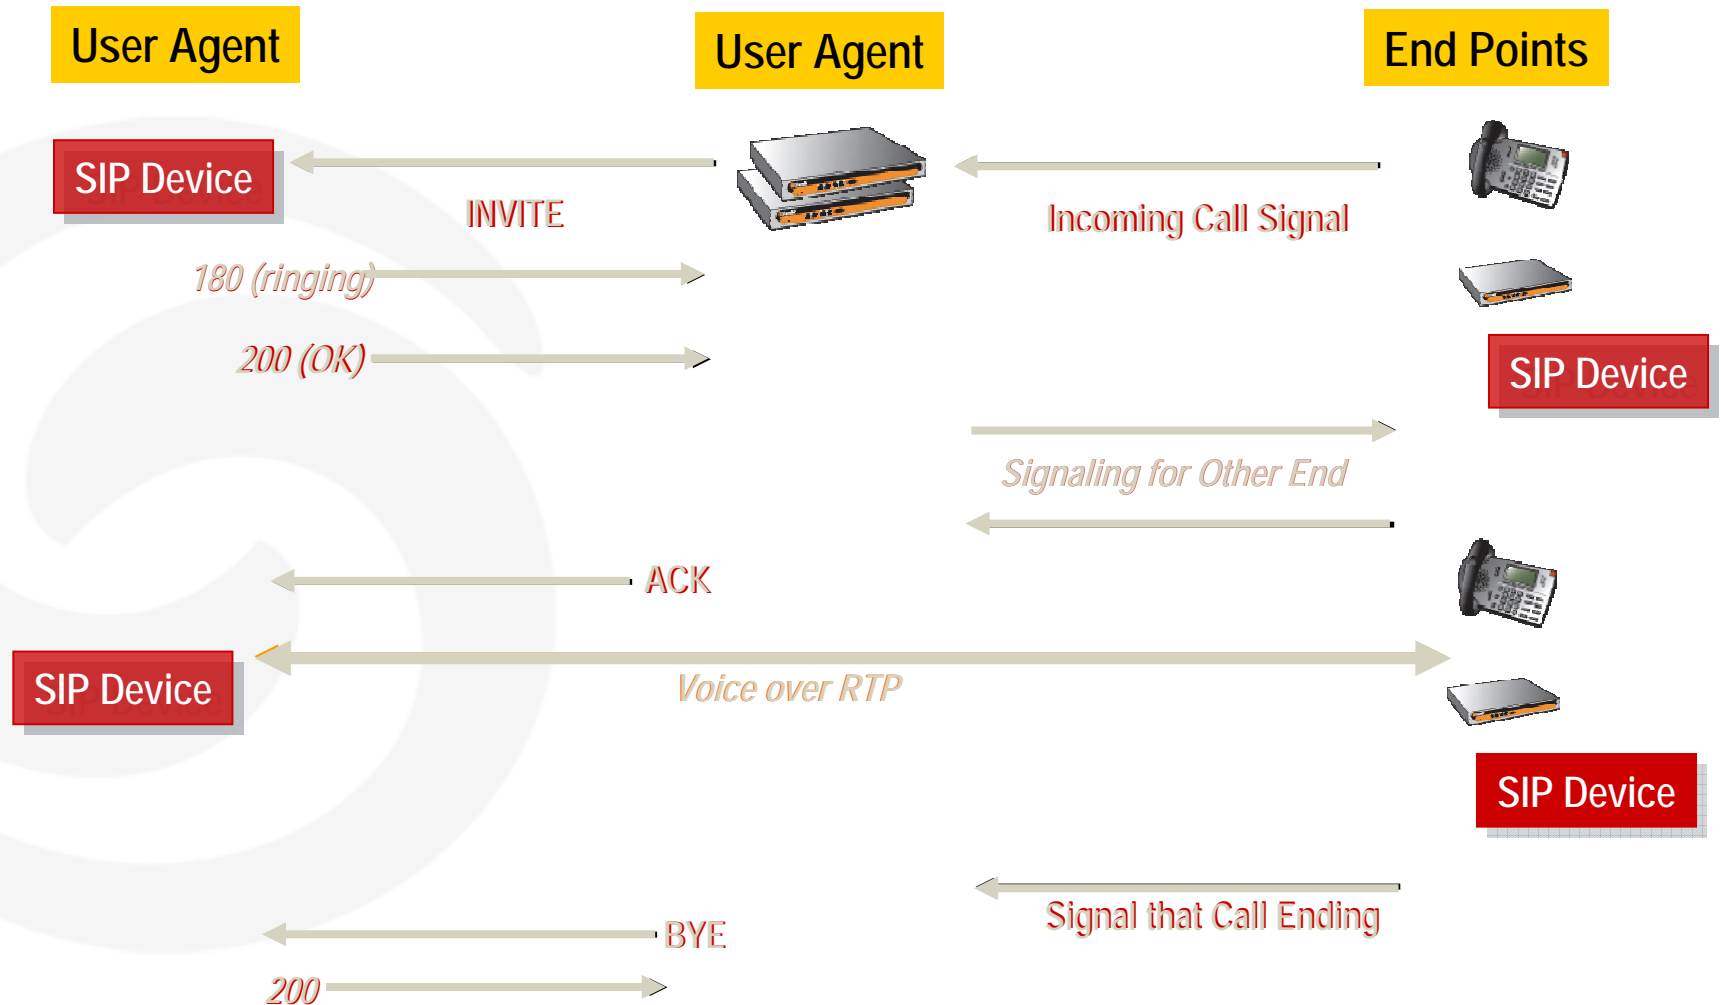 User Agent
User Agent
End Points
SIP Device
INVITE
Incoming Call Signal
180 (ringing)
200 (OK)
SIP Device
Signaling for Other End
ACK
SIP Device
Voice over RTP
SIP Device
Signal that Call Ending
BYE
200